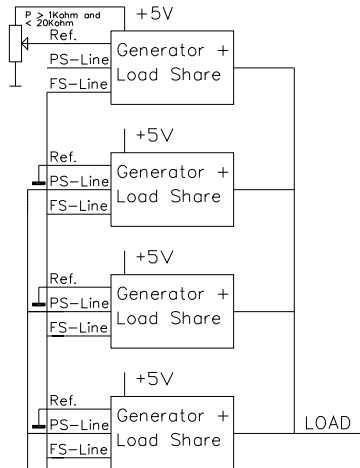 P > 1Kohm and
< 20Kohm
+5V
Ref.
PS-Line
FS-Line
Generator +
Load Share
+5V
Ref.
PS-Line
FS-Line
Generator +
Load Share
+5V
Ref.
PS-Line
FS-Line
Generator +
Load Share
+5V
Ref.
PS-Line
FS-Line
Generator +
Load Share
LOAD